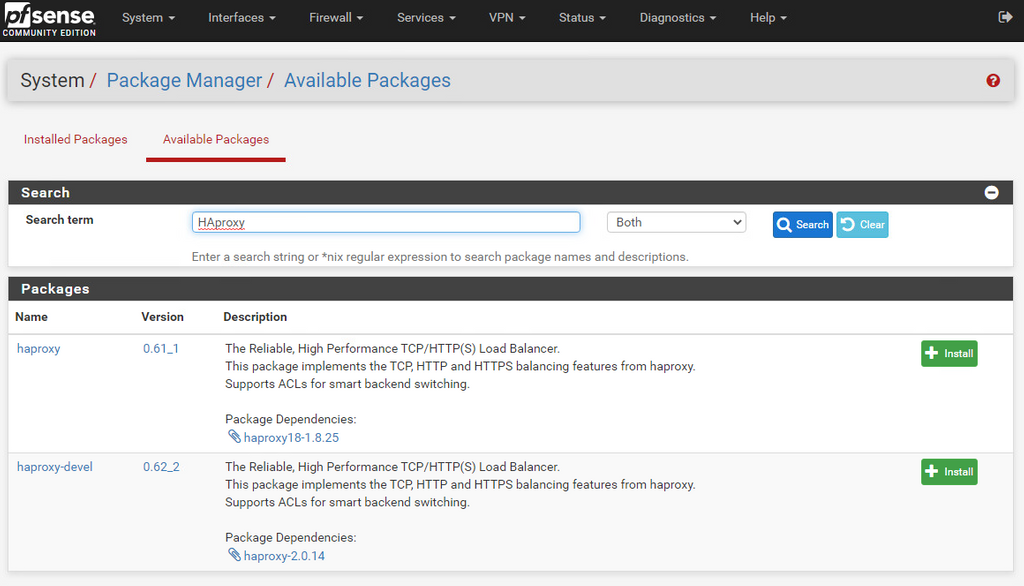 pfsense
COMMUNITY EDITION
System Interfaces Firewall Services VPN Status Diagnostics Help
System / Package Manager / Available Packages
Installed Packages Available Packages
Search
Search term HAproxy Both Search Clear
Enter a search string or *nix regular expression to search package names and descriptions.
Packages
Name Version Description
haproxy 0.61_1 The Reliable, High Performance TCP/HTTP(S) Load Balancer. Install
This package implements the TCP, HTTP and HTTPS balancing features from haproxy.
Supports ACLs for smart backend switching.
Package Dependencies:
haproxy18-1.8.25
haproxy-devel 0.62_2 The Reliable, High Performance TCP/HTTP(S) Load Balancer. Install
This package implements the TCP, HTTP and HTTPS balancing features from haproxy.
Supports ACLs for smart backend switching.
Package Dependencies:
haproxy-2.0.14